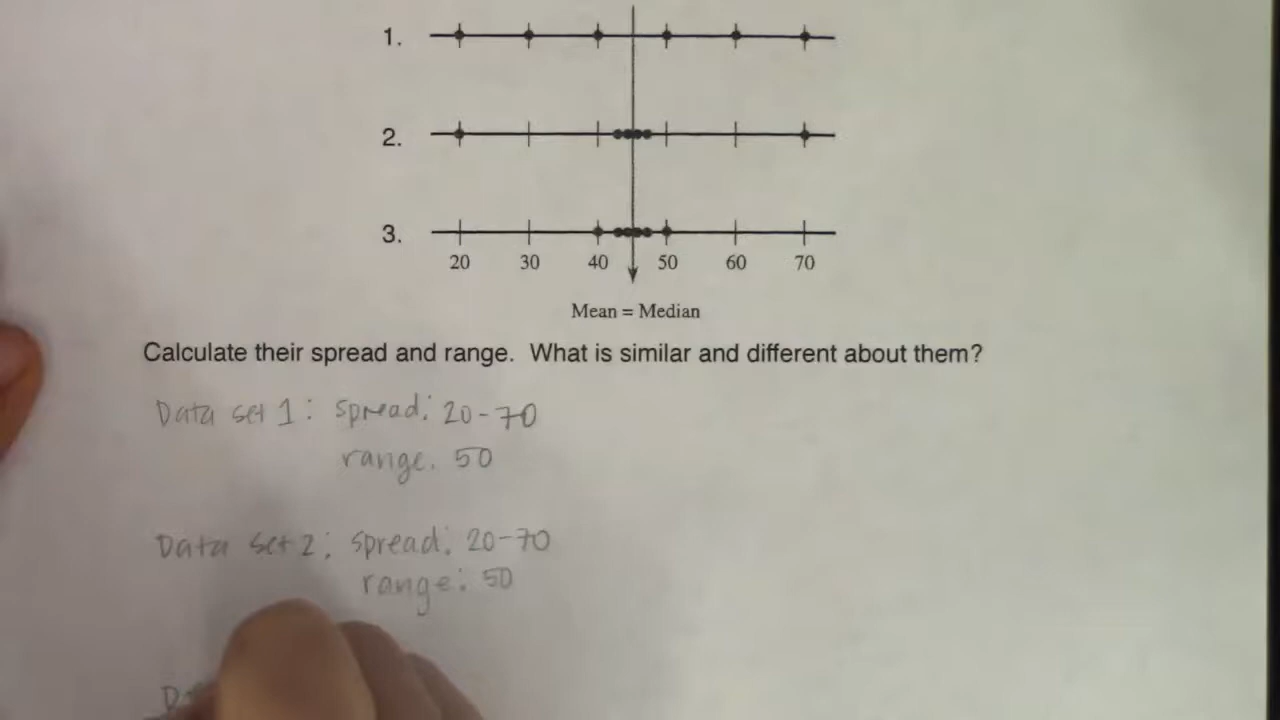 1.
2.
3.
20 30 40 50 60 70
Mean = Median
Calculate their spread and range. What is similar and different about them?
Data set 1: spread: 20-70
range. 50
Data set 2: spread: 20-70
range: 50